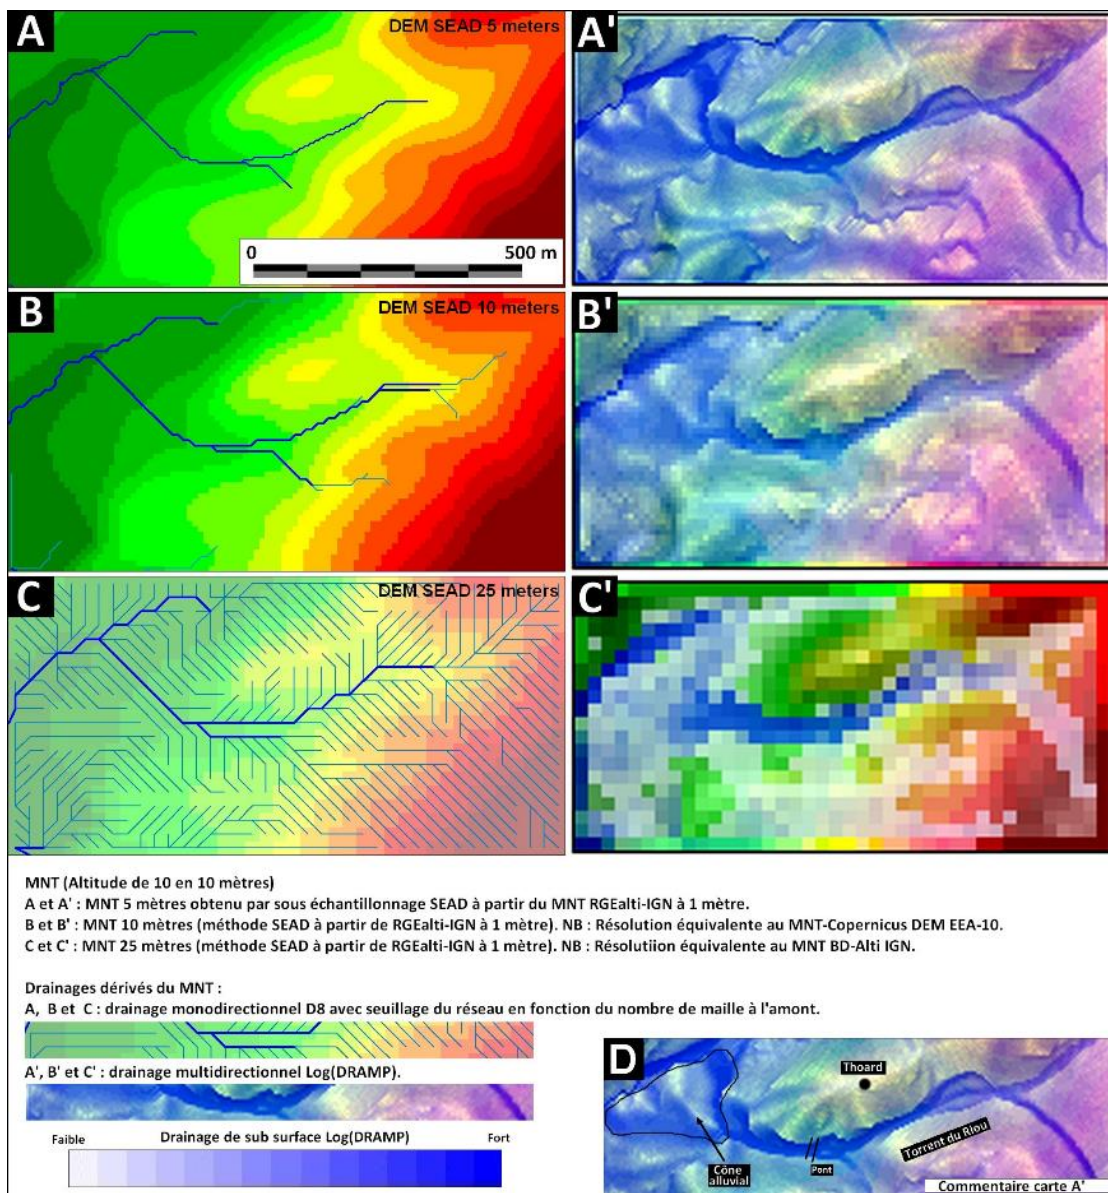 A
DEM SEAD 5 meters
A'
0
500 m
B
DEM SEAD 10 meters
B'
C
DEM SEAD 25 meters
C'
MNT (Altitude de 10 en 10 mètres)
A et A' : MNT 5 mètres obtenu par sous échantillonnage SEAD à partir du MNT RGEalti-IGN à 1 mètre.
B et B' : MNT 10 mètres (méthode SEAD à partir de RGEalti-IGN à 1 mètre). NB : Résolution équivalente au MNT-Copernicus DEM EEA-10.
C et C' : MNT 25 mètres (méthode SEAD à partir de RGEalti-IGN à 1 mètre). NB : Résolutiion équivalente au MNT BD-Alti IGN.
Drainages dérivés du MNT :
A, B et C : drainage monodirectionnel D8 avec seuillage du réseau en fonction du nombre de maille à l'amont.
A', B' et C' : drainage multidirectionnel Log(DRAMP).
Faible
Drainage de sub surface Log(DRAMP)
Fort
D
Thoard
Torrent du Riou
Cône
alluvial
Pont
Commentaire carte A'